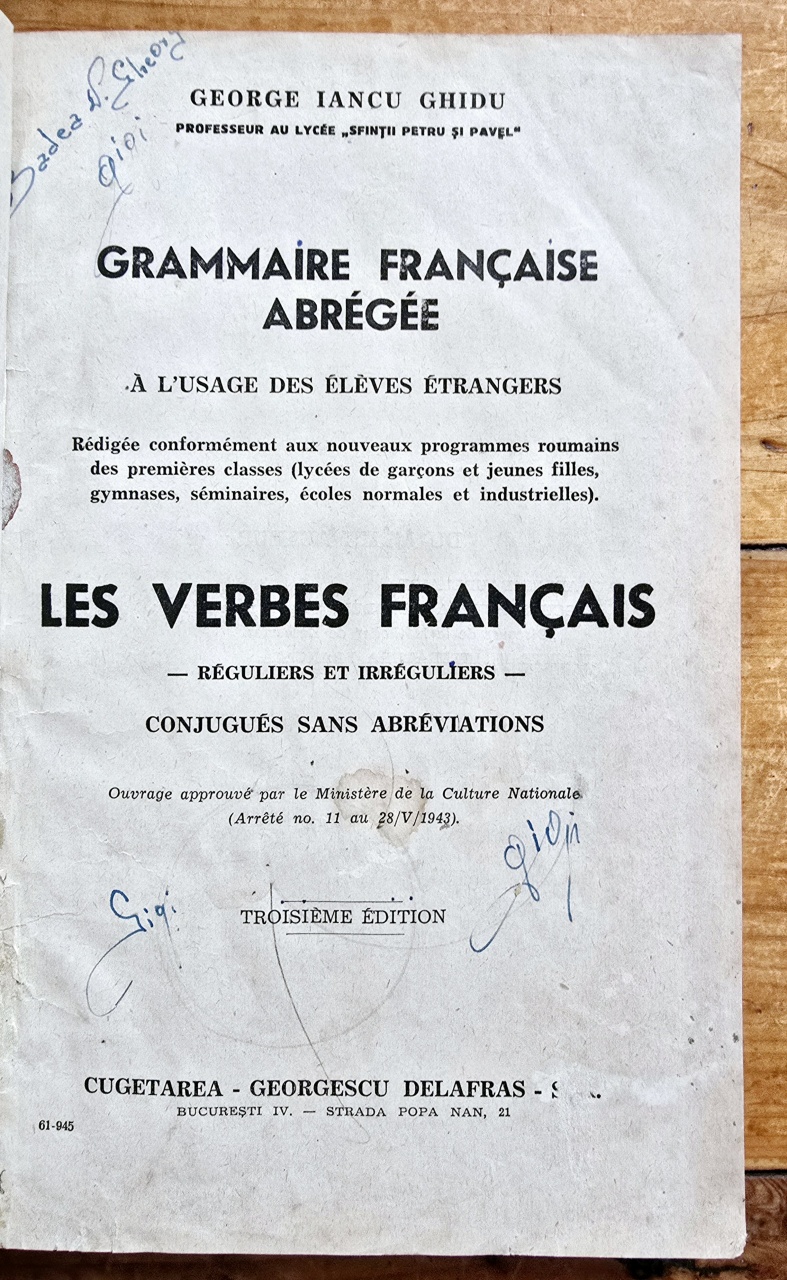 Badea N. Gheorg
Gigi
GEORGE IANCU GHIDU
PROFESSEUR AU LYCÉE „SFINȚII PETRU ȘI PAVEL"
GRAMMAIRE FRANÇAISE
ABRÉGÉE
À L'USAGE DES ÉLÈVES ÉTRANGERS
Rédigée conformément aux nouveaux programmes roumains
des premières classes (lycées de garçons et jeunes filles,
gymnases, séminaires, écoles normales et industrielles).
LES VERBES FRANÇAIS
— RÉGULIERS ET IRRÉGULIERS —
CONJUGUÉS SANS ABRÉVIATIONS
Ouvrage approuvé par le Ministère de la Culture Nationale
(Arrêté no. 11 au 28/V/1943).
Gigi
Gigi
TROISIÈME ÉDITION
CUGETAREA - GEORGESCU DELAFRAS -
BUCUREȘTI IV. — STRADA POPA NAN, 21
61-945